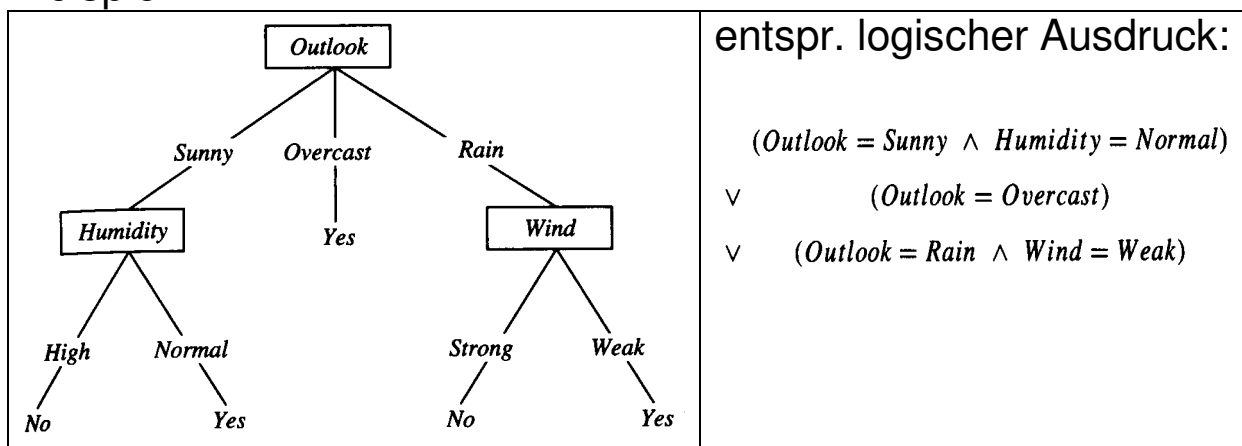 Outlook
Sunny Overcast Rain
Humidity Yes Wind
High Normal Strong Weak
No Yes No Yes
entspr. logischer Ausdruck:
(Outlook = Sunny ∧ Humidity = Normal)
∨ (Outlook = Overcast)
∨ (Outlook = Rain ∧ Wind = Weak)